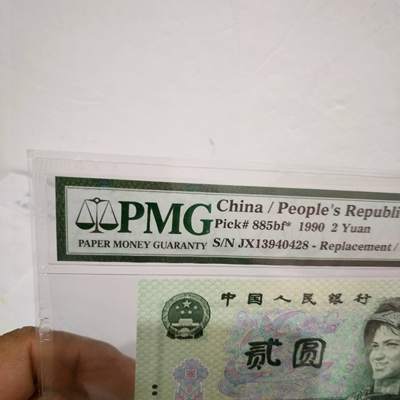 PMG
PAPER MONEY GUARANTY
China / People's Republi
Pick# 885bf* 1990 2 Yuan
S/N JX13940428 - Replacement /
中国人民银行
贰圆